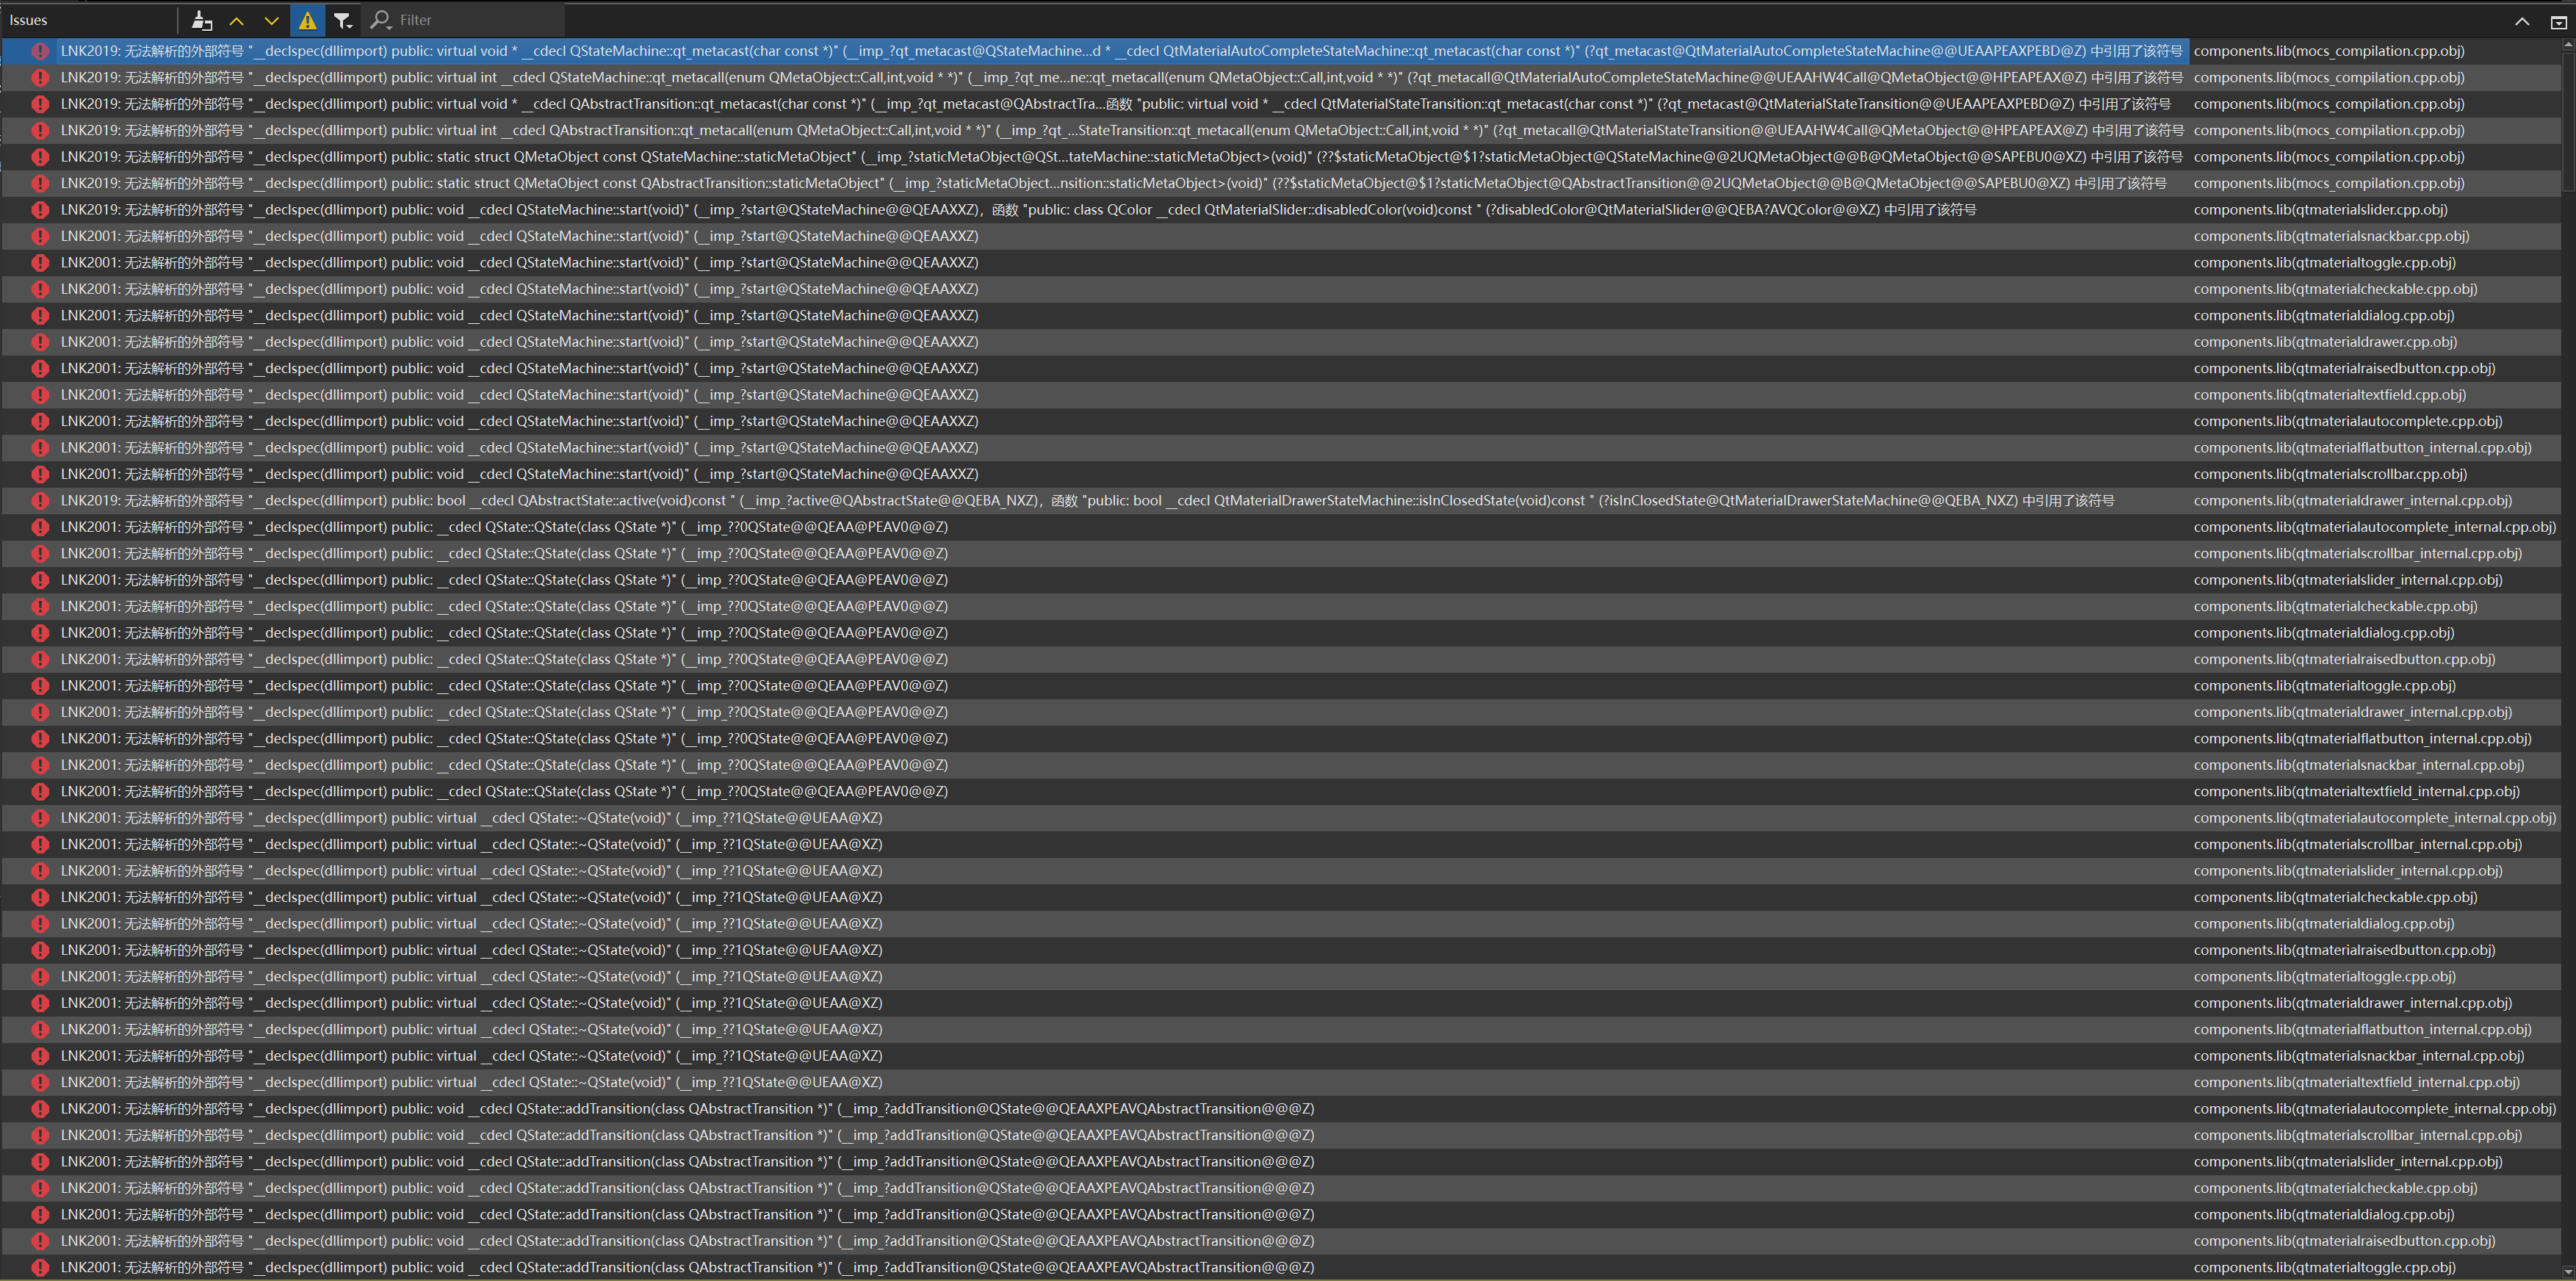 Issues Filter
LNK2019: 无法解析的外部符号 "__declspec(dllimport) public: virtual void * __cdecl QStateMachine::qt_metacast(char const *)" (__imp_?qt_metacast@QStateMachine...d * __cdecl QtMaterialAutoCompleteStateMachine::qt_metacast(char const *)" (?qt_metacast@QtMaterialAutoCompleteStateMachine@@UEAAPEAXPEBD@Z) 中引用了该符号 components.lib(mocs_compilation.cpp.obj)
LNK2019: 无法解析的外部符号 "__declspec(dllimport) public: virtual int __cdecl QStateMachine::qt_metacall(enum QMetaObject::Call,int,void * *)" (__imp_?qt_me...ne::qt_metacall(enum QMetaObject::Call,int,void * *)" (?qt_metacall@QtMaterialAutoCompleteStateMachine@@UEAAHW4Call@QMetaObject@@HPEAPEAX@Z) 中引用了该符号 components.lib(mocs_compilation.cpp.obj)
LNK2019: 无法解析的外部符号 "__declspec(dllimport) public: virtual void * __cdecl QAbstractTransition::qt_metacast(char const *)" (__imp_?qt_metacast@QAbstractTra...函数 "public: virtual void * __cdecl QtMaterialStateTransition::qt_metacast(char const *)" (?qt_metacast@QtMaterialStateTransition@@UEAAPEAXPEBD@Z) 中引用了该符号 components.lib(mocs_compilation.cpp.obj)
LNK2019: 无法解析的外部符号 "__declspec(dllimport) public: virtual int __cdecl QAbstractTransition::qt_metacall(enum QMetaObject::Call,int,void * *)" (__imp_?qt_...StateTransition::qt_metacall(enum QMetaObject::Call,int,void * *)" (?qt_metacall@QtMaterialStateTransition@@UEAAHW4Call@QMetaObject@@HPEAPEAX@Z) 中引用了该符号 components.lib(mocs_compilation.cpp.obj)
LNK2019: 无法解析的外部符号 "__declspec(dllimport) public: static struct QMetaObject const QStateMachine::staticMetaObject" (__imp_?staticMetaObject@QSt...tateMachine::staticMetaObject>(void)" (??$staticMetaObject@$1?staticMetaObject@QStateMachine@@2UQMetaObject@@B@QMetaObject@@SAPEBU0@XZ) 中引用了该符号 components.lib(mocs_compilation.cpp.obj)
LNK2019: 无法解析的外部符号 "__declspec(dllimport) public: static struct QMetaObject const QAbstractTransition::staticMetaObject" (__imp_?staticMetaObject...nsition::staticMetaObject>(void)" (??$staticMetaObject@$1?staticMetaObject@QAbstractTransition@@2UQMetaObject@@B@QMetaObject@@SAPEBU0@XZ) 中引用了该符号 components.lib(mocs_compilation.cpp.obj)
LNK2019: 无法解析的外部符号 "__declspec(dllimport) public: void __cdecl QStateMachine::start(void)" (__imp_?start@QStateMachine@@QEAAXXZ)，函数 "public: class QColor __cdecl QtMaterialSlider::disabledColor(void)const " (?disabledColor@QtMaterialSlider@@QEBA?AVQColor@@XZ) 中引用了该符号 components.lib(qtmaterialslider.cpp.obj)
LNK2001: 无法解析的外部符号 "__declspec(dllimport) public: void __cdecl QStateMachine::start(void)" (__imp_?start@QStateMachine@@QEAAXXZ) components.lib(qtmaterialsnackbar.cpp.obj)
LNK2001: 无法解析的外部符号 "__declspec(dllimport) public: void __cdecl QStateMachine::start(void)" (__imp_?start@QStateMachine@@QEAAXXZ) components.lib(qtmaterialtoggle.cpp.obj)
LNK2001: 无法解析的外部符号 "__declspec(dllimport) public: void __cdecl QStateMachine::start(void)" (__imp_?start@QStateMachine@@QEAAXXZ) components.lib(qtmaterialcheckable.cpp.obj)
LNK2001: 无法解析的外部符号 "__declspec(dllimport) public: void __cdecl QStateMachine::start(void)" (__imp_?start@QStateMachine@@QEAAXXZ) components.lib(qtmaterialdialog.cpp.obj)
LNK2001: 无法解析的外部符号 "__declspec(dllimport) public: void __cdecl QStateMachine::start(void)" (__imp_?start@QStateMachine@@QEAAXXZ) components.lib(qtmaterialdrawer.cpp.obj)
LNK2001: 无法解析的外部符号 "__declspec(dllimport) public: void __cdecl QStateMachine::start(void)" (__imp_?start@QStateMachine@@QEAAXXZ) components.lib(qtmaterialraisedbutton.cpp.obj)
LNK2001: 无法解析的外部符号 "__declspec(dllimport) public: void __cdecl QStateMachine::start(void)" (__imp_?start@QStateMachine@@QEAAXXZ) components.lib(qtmaterialtextfield.cpp.obj)
LNK2001: 无法解析的外部符号 "__declspec(dllimport) public: void __cdecl QStateMachine::start(void)" (__imp_?start@QStateMachine@@QEAAXXZ) components.lib(qtmaterialautocomplete.cpp.obj)
LNK2001: 无法解析的外部符号 "__declspec(dllimport) public: void __cdecl QStateMachine::start(void)" (__imp_?start@QStateMachine@@QEAAXXZ) components.lib(qtmaterialflatbutton_internal.cpp.obj)
LNK2001: 无法解析的外部符号 "__declspec(dllimport) public: void __cdecl QStateMachine::start(void)" (__imp_?start@QStateMachine@@QEAAXXZ) components.lib(qtmaterialscrollbar.cpp.obj)
LNK2019: 无法解析的外部符号 "__declspec(dllimport) public: bool __cdecl QAbstractState::active(void)const " (__imp_?active@QAbstractState@@QEBA_NXZ)，函数 "public: bool __cdecl QtMaterialDrawerStateMachine::isInClosedState(void)const " (?isInClosedState@QtMaterialDrawerStateMachine@@QEBA_NXZ) 中引用了该符号 components.lib(qtmaterialdrawer_internal.cpp.obj)
LNK2001: 无法解析的外部符号 "__declspec(dllimport) public: __cdecl QState::QState(class QState *)" (__imp_??0QState@@QEAA@PEAV0@@Z) components.lib(qtmaterialautocomplete_internal.cpp.obj)
LNK2001: 无法解析的外部符号 "__declspec(dllimport) public: __cdecl QState::QState(class QState *)" (__imp_??0QState@@QEAA@PEAV0@@Z) components.lib(qtmaterialscrollbar_internal.cpp.obj)
LNK2001: 无法解析的外部符号 "__declspec(dllimport) public: __cdecl QState::QState(class QState *)" (__imp_??0QState@@QEAA@PEAV0@@Z) components.lib(qtmaterialslider_internal.cpp.obj)
LNK2001: 无法解析的外部符号 "__declspec(dllimport) public: __cdecl QState::QState(class QState *)" (__imp_??0QState@@QEAA@PEAV0@@Z) components.lib(qtmaterialcheckable.cpp.obj)
LNK2001: 无法解析的外部符号 "__declspec(dllimport) public: __cdecl QState::QState(class QState *)" (__imp_??0QState@@QEAA@PEAV0@@Z) components.lib(qtmaterialdialog.cpp.obj)
LNK2001: 无法解析的外部符号 "__declspec(dllimport) public: __cdecl QState::QState(class QState *)" (__imp_??0QState@@QEAA@PEAV0@@Z) components.lib(qtmaterialraisedbutton.cpp.obj)
LNK2001: 无法解析的外部符号 "__declspec(dllimport) public: __cdecl QState::QState(class QState *)" (__imp_??0QState@@QEAA@PEAV0@@Z) components.lib(qtmaterialtoggle.cpp.obj)
LNK2001: 无法解析的外部符号 "__declspec(dllimport) public: __cdecl QState::QState(class QState *)" (__imp_??0QState@@QEAA@PEAV0@@Z) components.lib(qtmaterialdrawer_internal.cpp.obj)
LNK2001: 无法解析的外部符号 "__declspec(dllimport) public: __cdecl QState::QState(class QState *)" (__imp_??0QState@@QEAA@PEAV0@@Z) components.lib(qtmaterialflatbutton_internal.cpp.obj)
LNK2001: 无法解析的外部符号 "__declspec(dllimport) public: __cdecl QState::QState(class QState *)" (__imp_??0QState@@QEAA@PEAV0@@Z) components.lib(qtmaterialsnackbar_internal.cpp.obj)
LNK2001: 无法解析的外部符号 "__declspec(dllimport) public: __cdecl QState::QState(class QState *)" (__imp_??0QState@@QEAA@PEAV0@@Z) components.lib(qtmaterialtextfield_internal.cpp.obj)
LNK2001: 无法解析的外部符号 "__declspec(dllimport) public: virtual __cdecl QState::~QState(void)" (__imp_??1QState@@UEAA@XZ) components.lib(qtmaterialautocomplete_internal.cpp.obj)
LNK2001: 无法解析的外部符号 "__declspec(dllimport) public: virtual __cdecl QState::~QState(void)" (__imp_??1QState@@UEAA@XZ) components.lib(qtmaterialscrollbar_internal.cpp.obj)
LNK2001: 无法解析的外部符号 "__declspec(dllimport) public: virtual __cdecl QState::~QState(void)" (__imp_??1QState@@UEAA@XZ) components.lib(qtmaterialslider_internal.cpp.obj)
LNK2001: 无法解析的外部符号 "__declspec(dllimport) public: virtual __cdecl QState::~QState(void)" (__imp_??1QState@@UEAA@XZ) components.lib(qtmaterialcheckable.cpp.obj)
LNK2001: 无法解析的外部符号 "__declspec(dllimport) public: virtual __cdecl QState::~QState(void)" (__imp_??1QState@@UEAA@XZ) components.lib(qtmaterialdialog.cpp.obj)
LNK2001: 无法解析的外部符号 "__declspec(dllimport) public: virtual __cdecl QState::~QState(void)" (__imp_??1QState@@UEAA@XZ) components.lib(qtmaterialraisedbutton.cpp.obj)
LNK2001: 无法解析的外部符号 "__declspec(dllimport) public: virtual __cdecl QState::~QState(void)" (__imp_??1QState@@UEAA@XZ) components.lib(qtmaterialtoggle.cpp.obj)
LNK2001: 无法解析的外部符号 "__declspec(dllimport) public: virtual __cdecl QState::~QState(void)" (__imp_??1QState@@UEAA@XZ) components.lib(qtmaterialdrawer_internal.cpp.obj)
LNK2001: 无法解析的外部符号 "__declspec(dllimport) public: virtual __cdecl QState::~QState(void)" (__imp_??1QState@@UEAA@XZ) components.lib(qtmaterialflatbutton_internal.cpp.obj)
LNK2001: 无法解析的外部符号 "__declspec(dllimport) public: virtual __cdecl QState::~QState(void)" (__imp_??1QState@@UEAA@XZ) components.lib(qtmaterialsnackbar_internal.cpp.obj)
LNK2001: 无法解析的外部符号 "__declspec(dllimport) public: virtual __cdecl QState::~QState(void)" (__imp_??1QState@@UEAA@XZ) components.lib(qtmaterialtextfield_internal.cpp.obj)
LNK2001: 无法解析的外部符号 "__declspec(dllimport) public: void __cdecl QState::addTransition(class QAbstractTransition *)" (__imp_?addTransition@QState@@QEAAXPEAVQAbstractTransition@@@Z) components.lib(qtmaterialautocomplete_internal.cpp.obj)
LNK2001: 无法解析的外部符号 "__declspec(dllimport) public: void __cdecl QState::addTransition(class QAbstractTransition *)" (__imp_?addTransition@QState@@QEAAXPEAVQAbstractTransition@@@Z) components.lib(qtmaterialscrollbar_internal.cpp.obj)
LNK2001: 无法解析的外部符号 "__declspec(dllimport) public: void __cdecl QState::addTransition(class QAbstractTransition *)" (__imp_?addTransition@QState@@QEAAXPEAVQAbstractTransition@@@Z) components.lib(qtmaterialslider_internal.cpp.obj)
LNK2001: 无法解析的外部符号 "__declspec(dllimport) public: void __cdecl QState::addTransition(class QAbstractTransition *)" (__imp_?addTransition@QState@@QEAAXPEAVQAbstractTransition@@@Z) components.lib(qtmaterialcheckable.cpp.obj)
LNK2001: 无法解析的外部符号 "__declspec(dllimport) public: void __cdecl QState::addTransition(class QAbstractTransition *)" (__imp_?addTransition@QState@@QEAAXPEAVQAbstractTransition@@@Z) components.lib(qtmaterialdialog.cpp.obj)
LNK2001: 无法解析的外部符号 "__declspec(dllimport) public: void __cdecl QState::addTransition(class QAbstractTransition *)" (__imp_?addTransition@QState@@QEAAXPEAVQAbstractTransition@@@Z) components.lib(qtmaterialraisedbutton.cpp.obj)
LNK2001: 无法解析的外部符号 "__declspec(dllimport) public: void __cdecl QState::addTransition(class QAbstractTransition *)" (__imp_?addTransition@QState@@QEAAXPEAVQAbstractTransition@@@Z) components.lib(qtmaterialtoggle.cpp.obj)